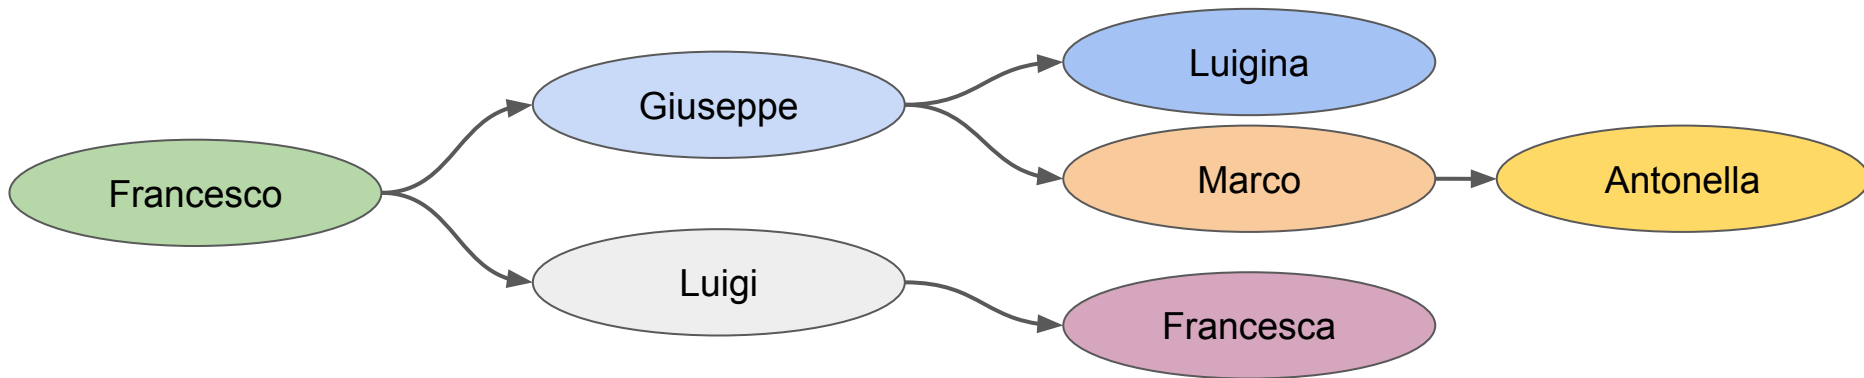 Francesco
Giuseppe
Luigi
Luigina
Marco
Francesca
Antonella